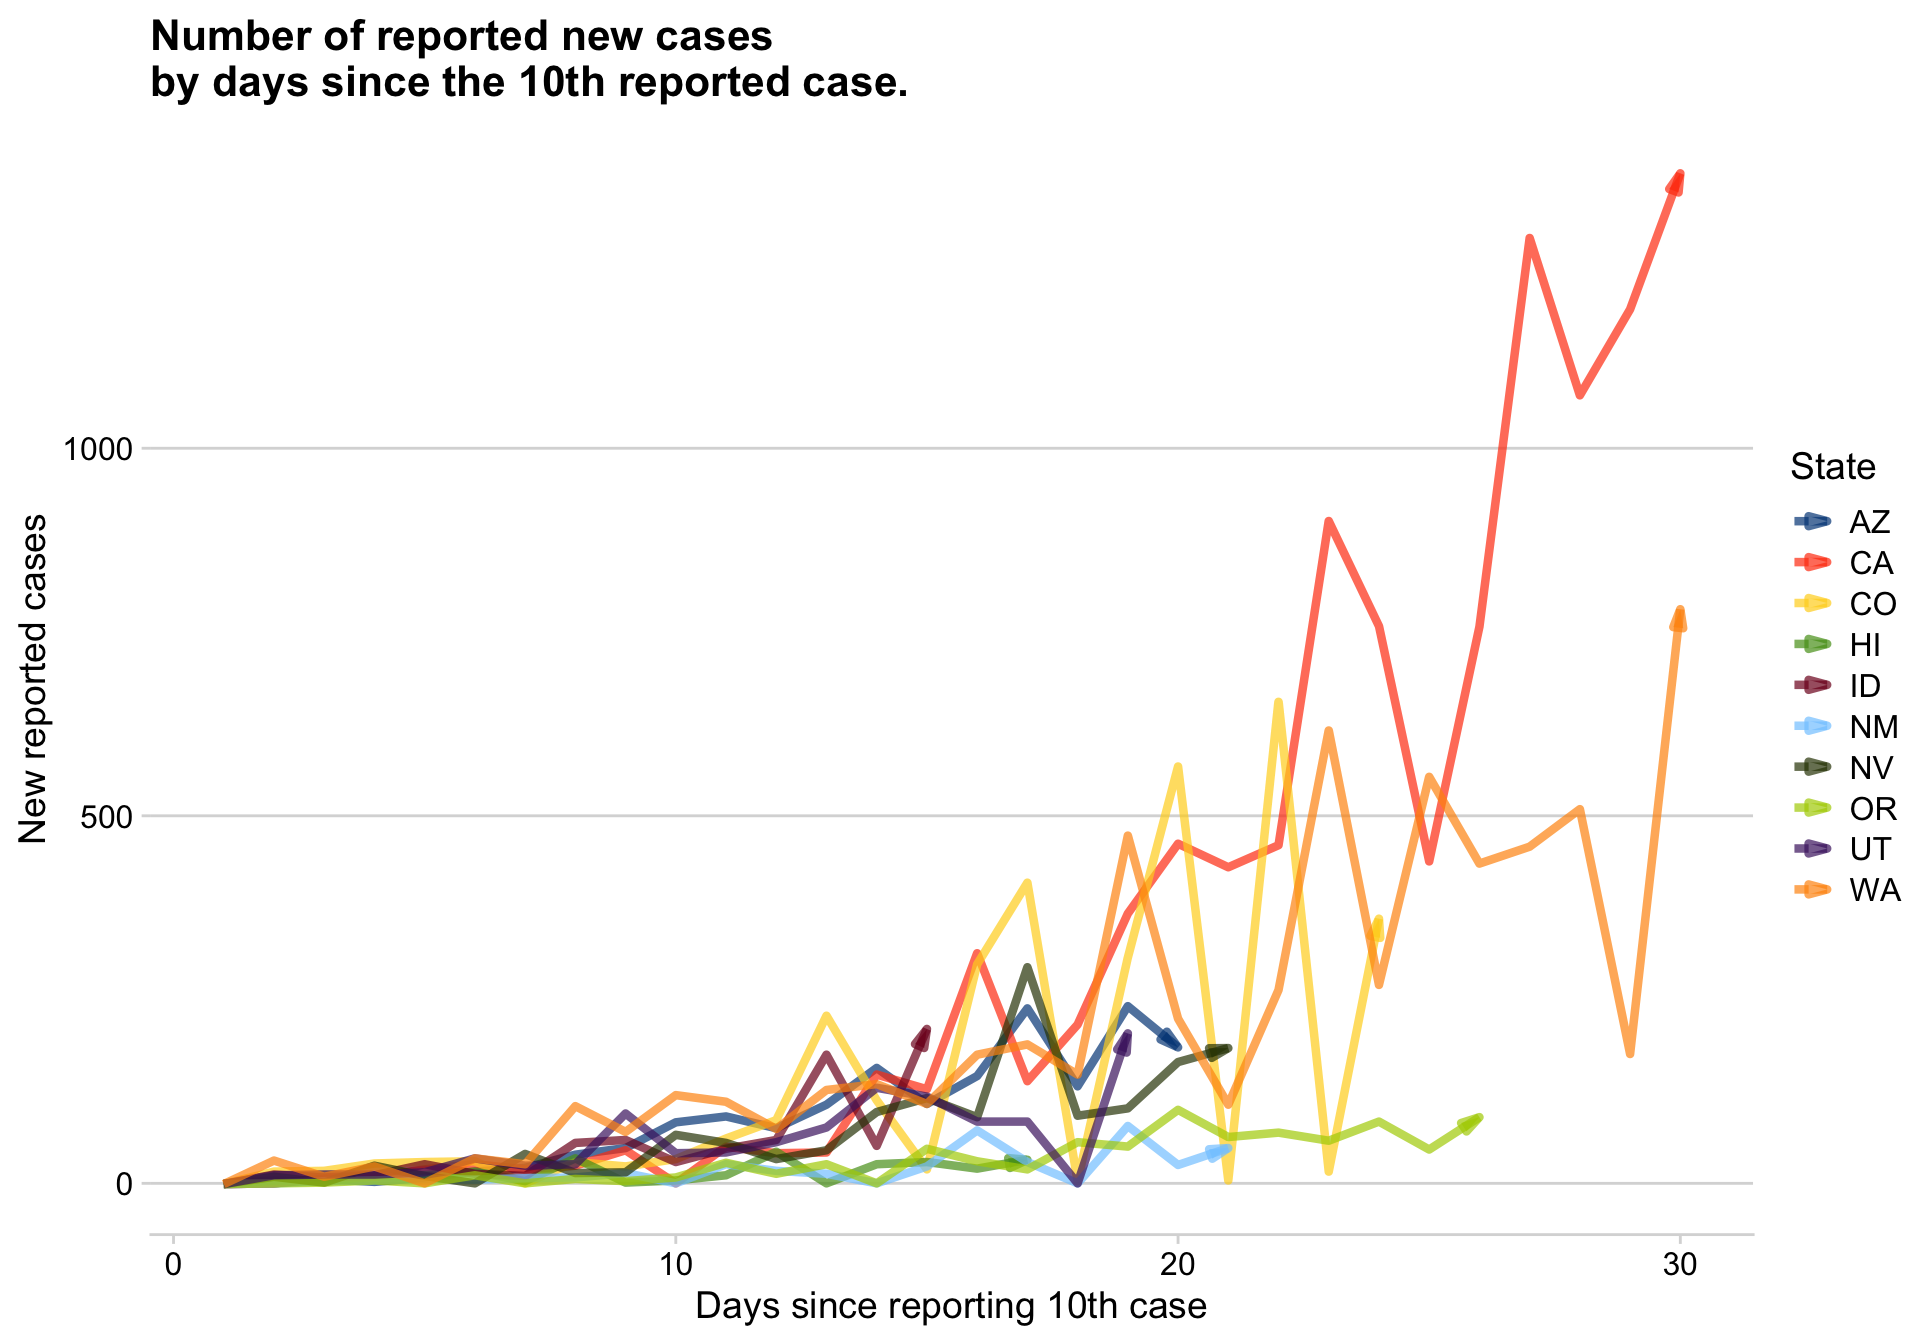 Number of reported new cases
by days since the 10th reported case.
New reported cases
1000
500
0
0 10 20 30
Days since reporting 10th case
State
AZ
CA
CO
HI
ID
NM
NV
OR
UT
WA